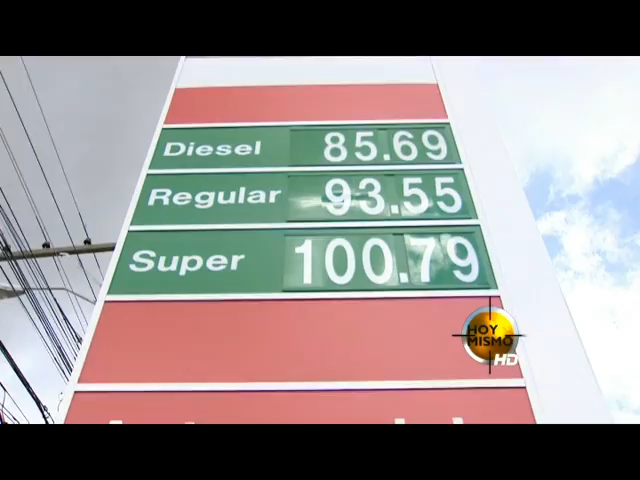 Diesel 85.69
Regular 93.55
Super 100.79
HOY
MISMO
HD